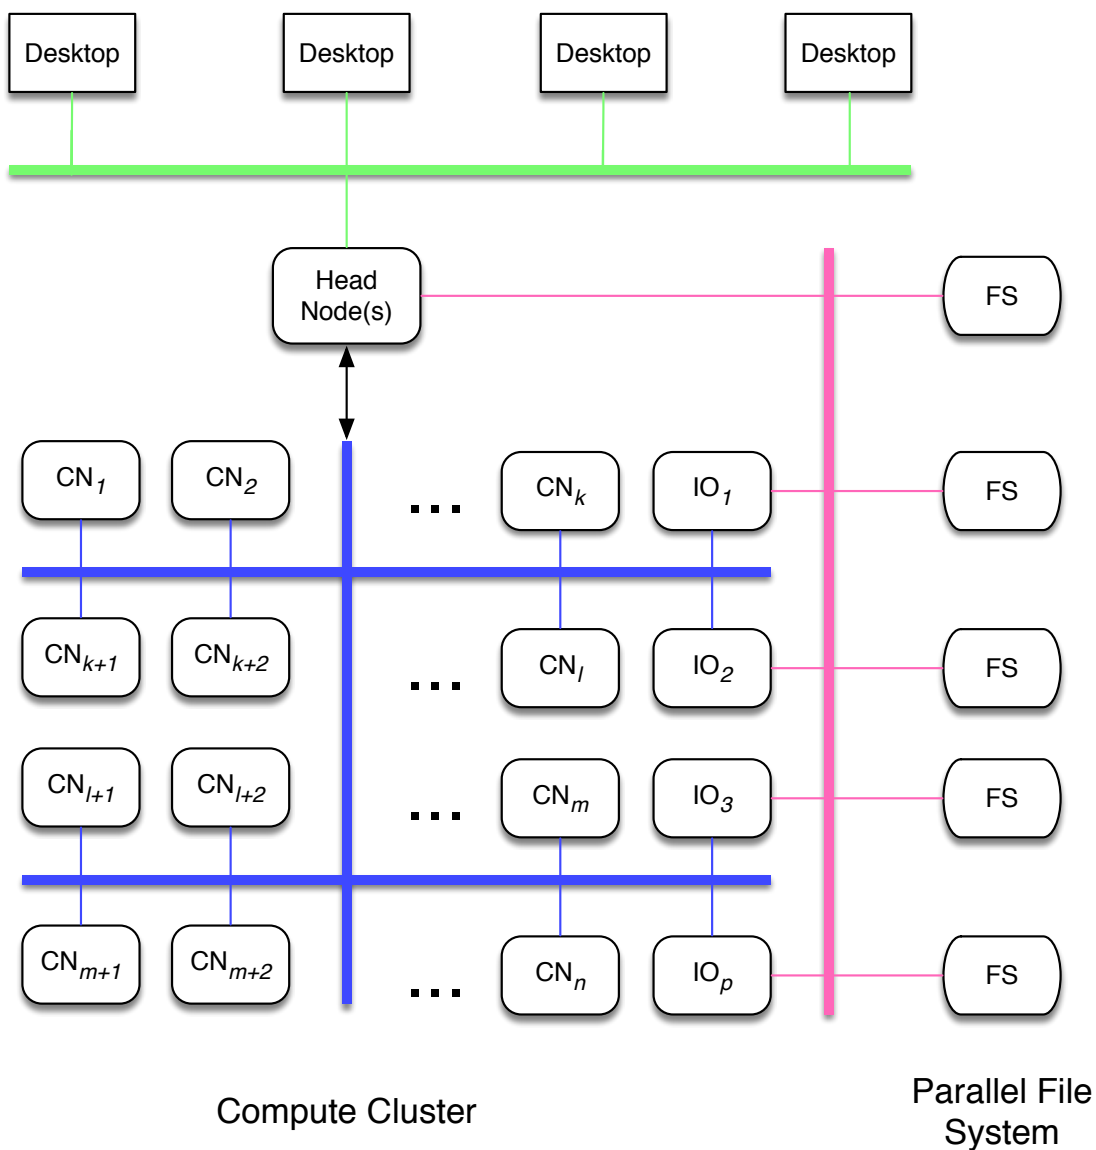 Desktop Desktop Desktop Desktop
Head
Node(s)
FS
CN1 CN2 ... CNk IO1 FS
CNk+1 CNk+2 ... CNl IO2 FS
CNl+1 CNl+2 ... CNm IO3 FS
CNm+1 CNm+2 ... CNn IOp FS
Compute Cluster
Parallel File
System